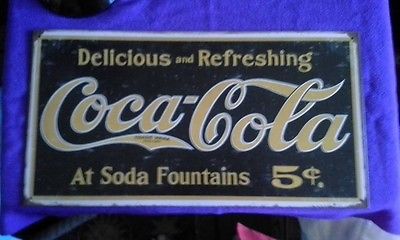 Delicious and Refreshing
Coca-Cola
At Soda Fountains 5¢.